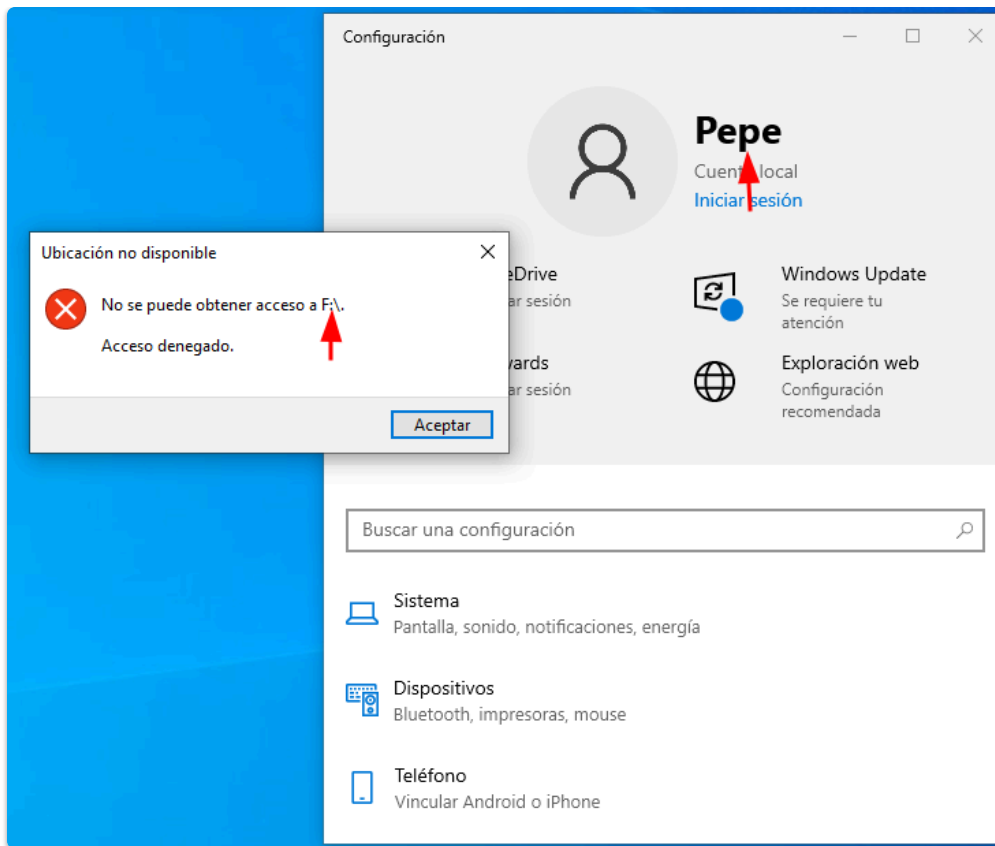 Configuración
Pepe
Cuenta local
Iniciar sesión
Ubicación no disponible
No se puede obtener acceso a F:\.
Acceso denegado.
Aceptar
eDrive
ar sesión
Windows Update
Se requiere tu
atención
vards
ar sesión
Exploración web
Configuración
recomendada
Buscar una configuración
Sistema
Pantalla, sonido, notificaciones, energía
Dispositivos
Bluetooth, impresoras, mouse
Teléfono
Vincular Android o iPhone